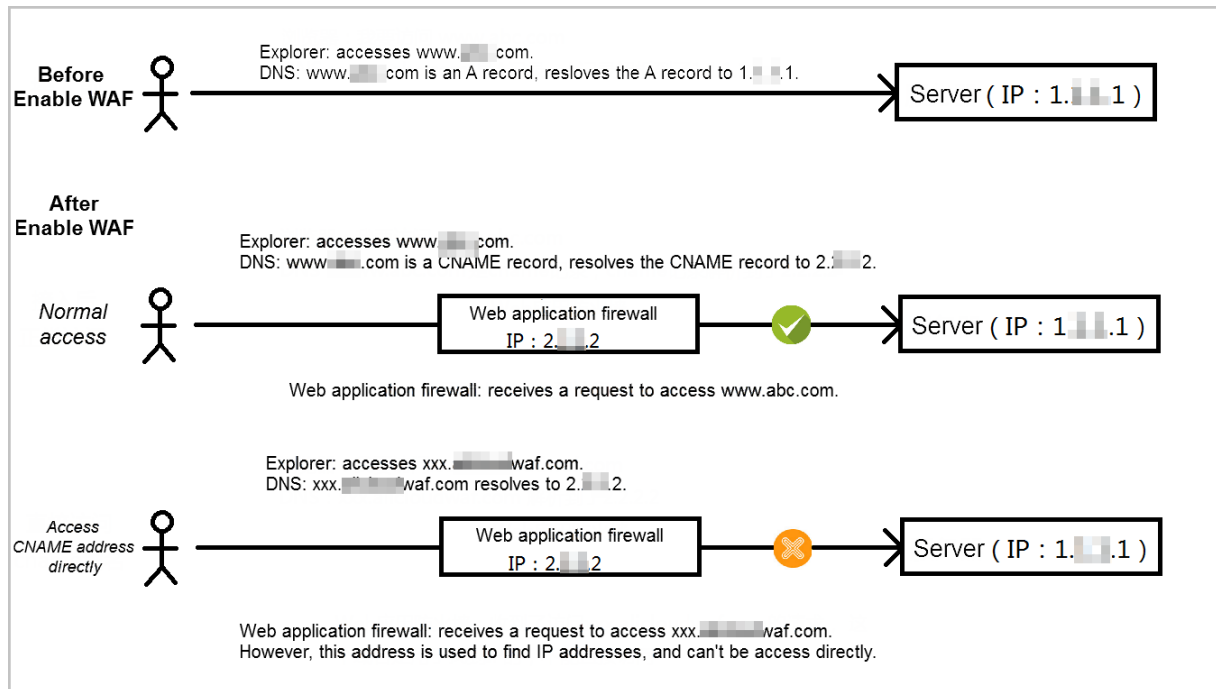 Before
Enable WAF
Explorer: accesses www. .com.
DNS: www. com is an A record, resloves the A record to 1. .1.
Server ( IP : 1. .1 )
After
Enable WAF
Explorer: accesses www. com.
DNS: www .com is a CNAME record, resolves the CNAME record to 2. 2.
Normal
access
Web application firewall
IP : 2. .2
Server ( IP : 1 .1 )
Web application firewall: receives a request to access www.abc.com.
Explorer: accesses xxx. waf.com.
DNS: xxx. waf.com resolves to 2. 2.
Access
CNAME address
directly
Web application firewall
IP : 2. 2
Server ( IP : 1. .1 )
Web application firewall: receives a request to access xxx. waf.com.
However, this address is used to find IP addresses, and can't be access directly.